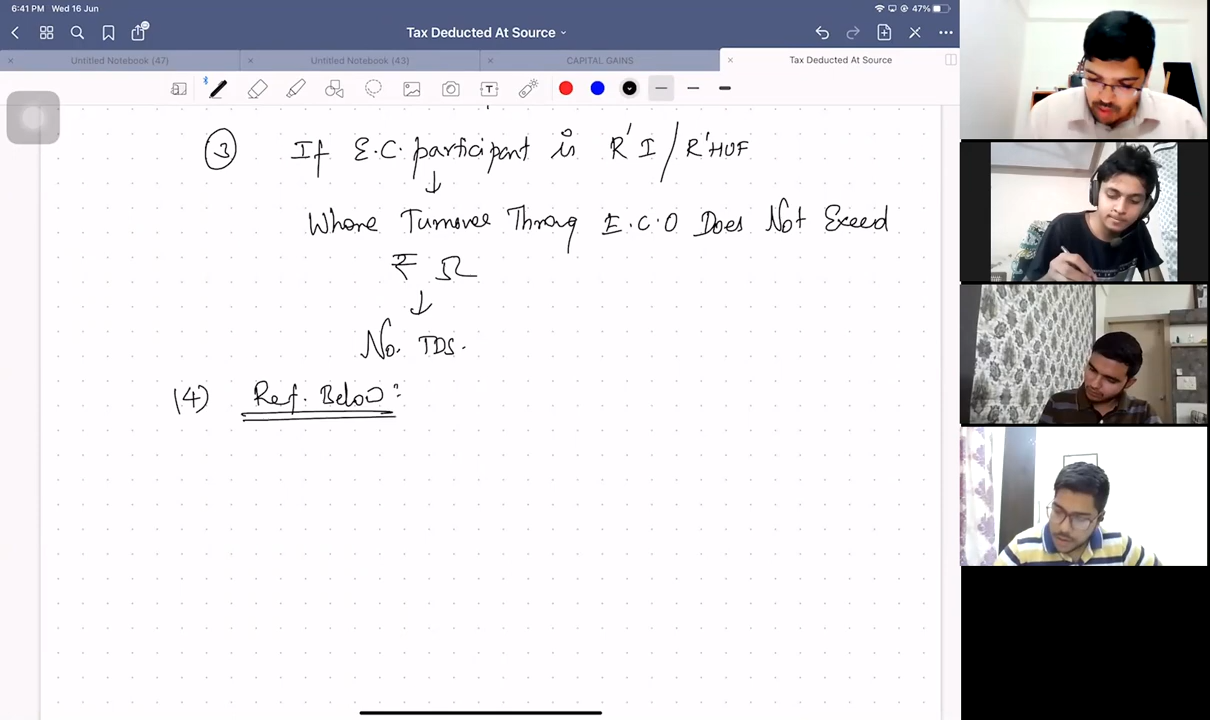 6:41 PM Wed 16 Jun
47%
Tax Deducted At Source
Untitled Notebook (47)
Untitled Notebook (43)
CAPITAL GAINS
Tax Deducted At Source
3 If E.C. participant is R'I / R'HUF
↓
Whose Turnover Throug E.C.O Does Not Exceed
₹
↓
No. TDS.
(4) Ref. Below: